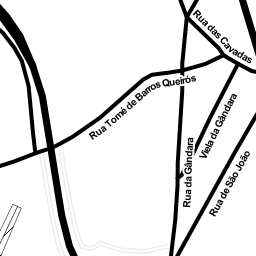 Rua das Cavadas
Rua Tomé de Barros Queirós
Viela da Gândara
Rua da Gândara
Rua de São João